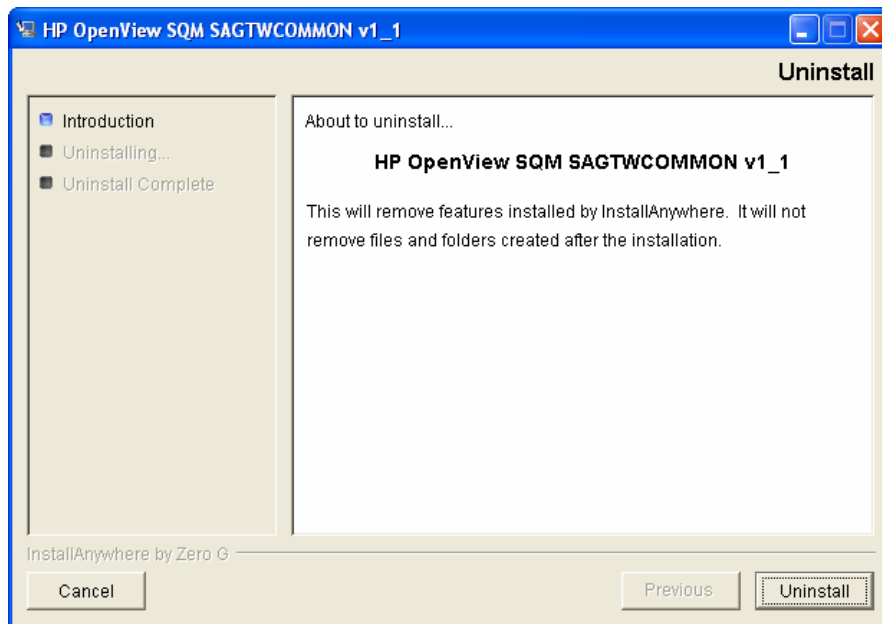 HP OpenView SQM SAGTWCOMMON v1_1
Uninstall
Introduction
Uninstalling...
Uninstall Complete
About to uninstall...
HP OpenView SQM SAGTWCOMMON v1_1
This will remove features installed by InstallAnywhere. It will not
remove files and folders created after the installation.
InstallAnywhere by Zero G
Cancel
Previous
Uninstall